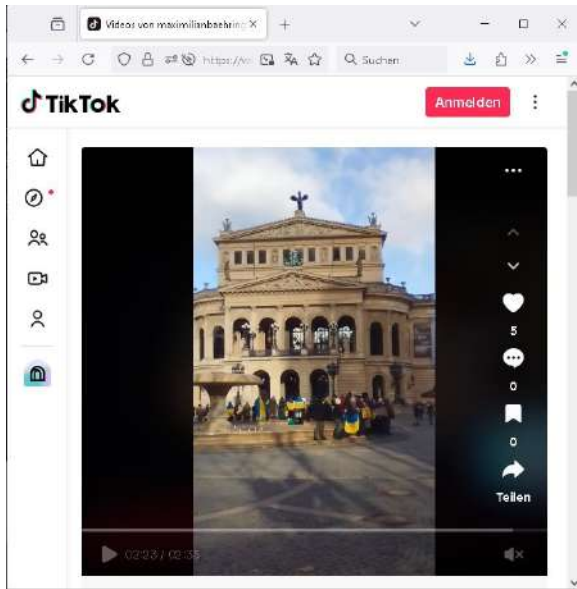 Videos von maximilianbaehring
https://w
Suchen
TikTok
Anmelden
5
0
0
Teilen
02:23 / 02:35